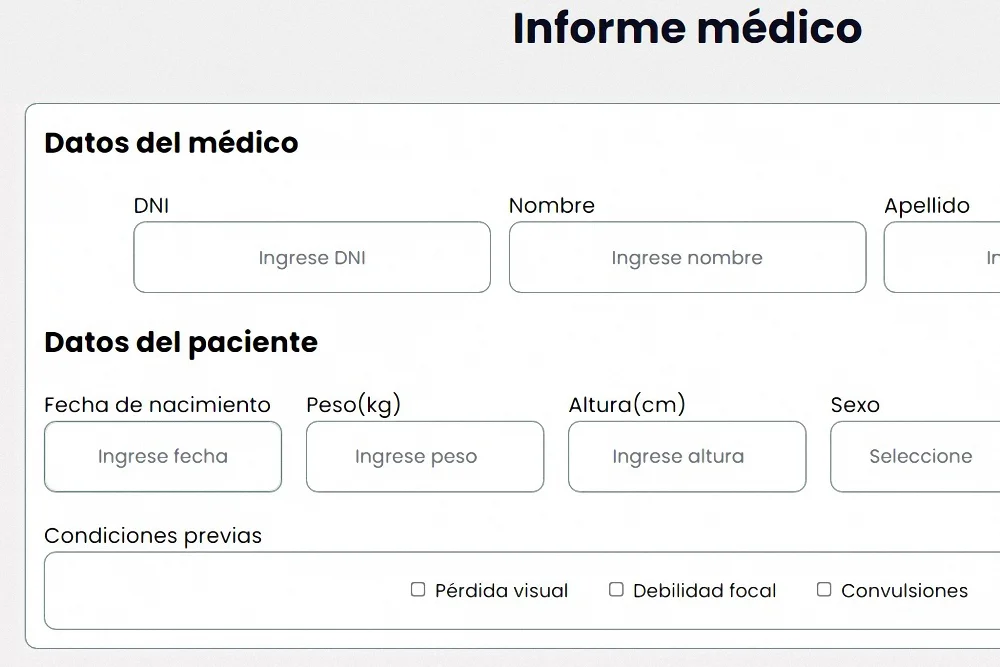 Informe médico
Datos del médico
DNI Nombre Apellido
Ingrese DNI Ingrese nombre
Datos del paciente
Fecha de nacimiento Peso(kg) Altura(cm) Sexo
Ingrese fecha Ingrese peso Ingrese altura Seleccione
Condiciones previas
Pérdida visual Debilidad focal Convulsiones